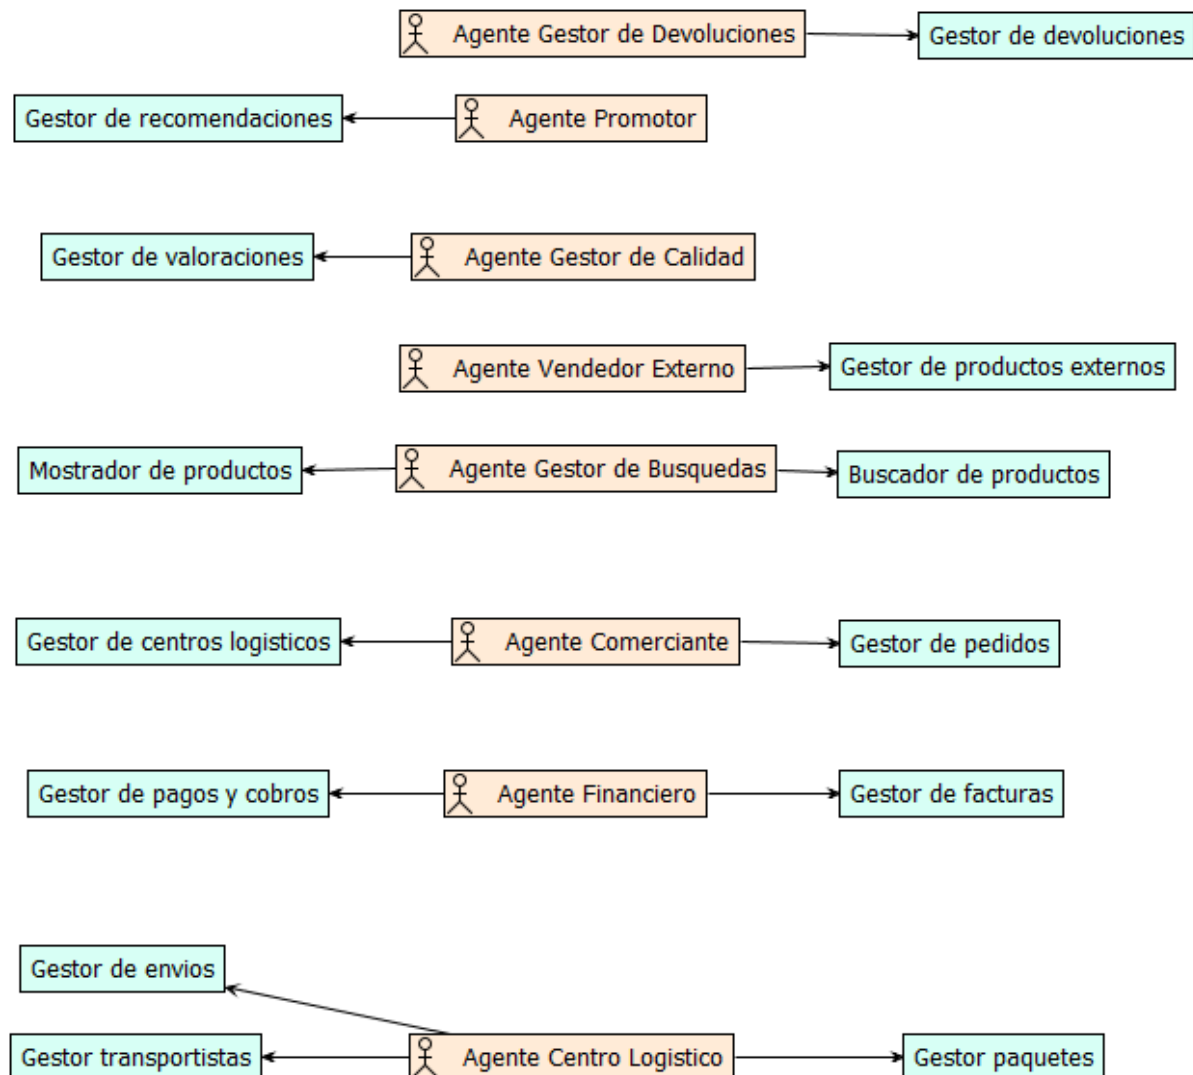 Agente Gestor de Devoluciones
Gestor de devoluciones
Gestor de recomendaciones
Agente Promotor
Gestor de valoraciones
Agente Gestor de Calidad
Agente Vendedor Externo
Gestor de productos externos
Mostrador de productos
Agente Gestor de Busquedas
Buscador de productos
Gestor de centros logisticos
Agente Comerciante
Gestor de pedidos
Gestor de pagos y cobros
Agente Financiero
Gestor de facturas
Gestor de envios
Gestor transportistas
Agente Centro Logistico
Gestor paquetes